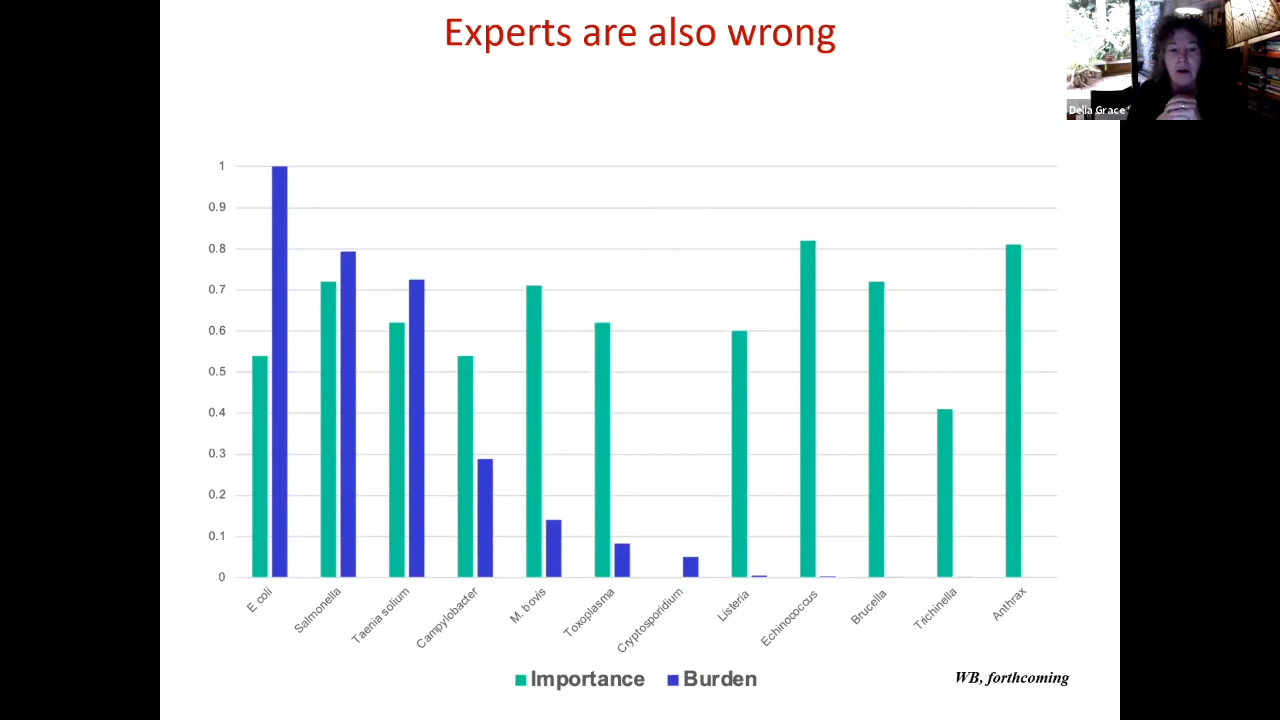 Experts are also wrong
Delia Grace
1
0.9
0.8
0.7
0.6
0.5
0.4
0.3
0.2
0.1
0
E coli
Salmonella
Taenia solium
Campylobacter
M. bovis
Toxoplasma
Cryptosporidium
Listeria
Echinococcus
Brucella
Trichinella
Anthrax
Importance Burden
WB, forthcoming